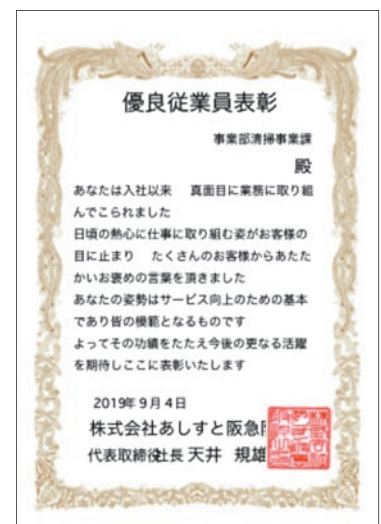 優良従業員表彰
事業部清掃事業課
殿
あなたは入社以来　真面目に業務に取り組
んでこられました
日頃の熱心に仕事に取り組む姿がお客様の
目に止まり　たくさんのお客様からあたた
かいお褒めの言葉を頂きました
あなたの姿勢はサービス向上のための基本
であり皆の模範となるものです
よってその功績をたたえ今後の更なる活躍
を期待しここに表彰いたします
2019年9月4日
株式会社あしすと阪急
代表取締役社長 天井　規雄